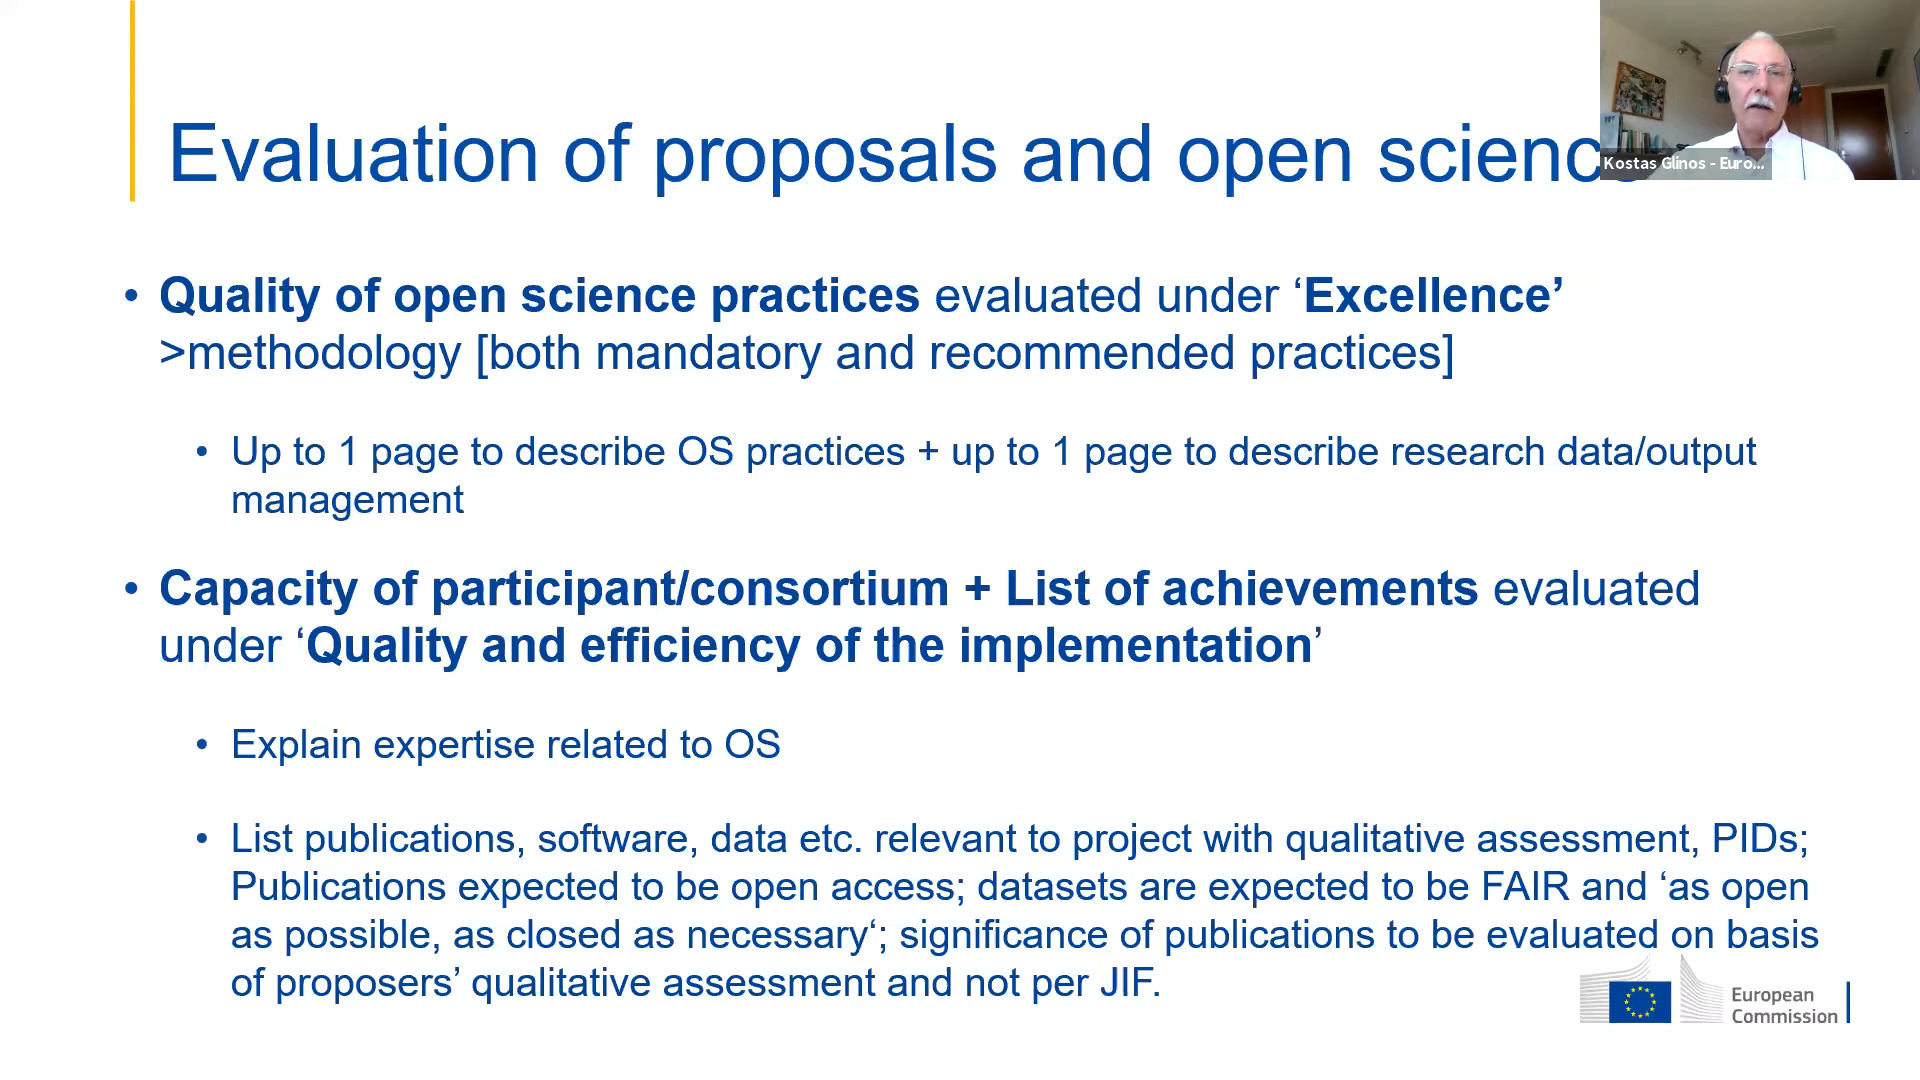 Evaluation of proposals and open scienc
Kostas Glinos - Euro...
• Quality of open science practices evaluated under ‘Excellence’
>methodology [both mandatory and recommended practices]
• Up to 1 page to describe OS practices + up to 1 page to describe research data/output
management
• Capacity of participant/consortium + List of achievements evaluated
under ‘Quality and efficiency of the implementation’
• Explain expertise related to OS
• List publications, software, data etc. relevant to project with qualitative assessment, PIDs;
Publications expected to be open access; datasets are expected to be FAIR and ‘as open
as possible, as closed as necessary‘; significance of publications to be evaluated on basis
of proposers’ qualitative assessment and not per JIF.
European
Commission